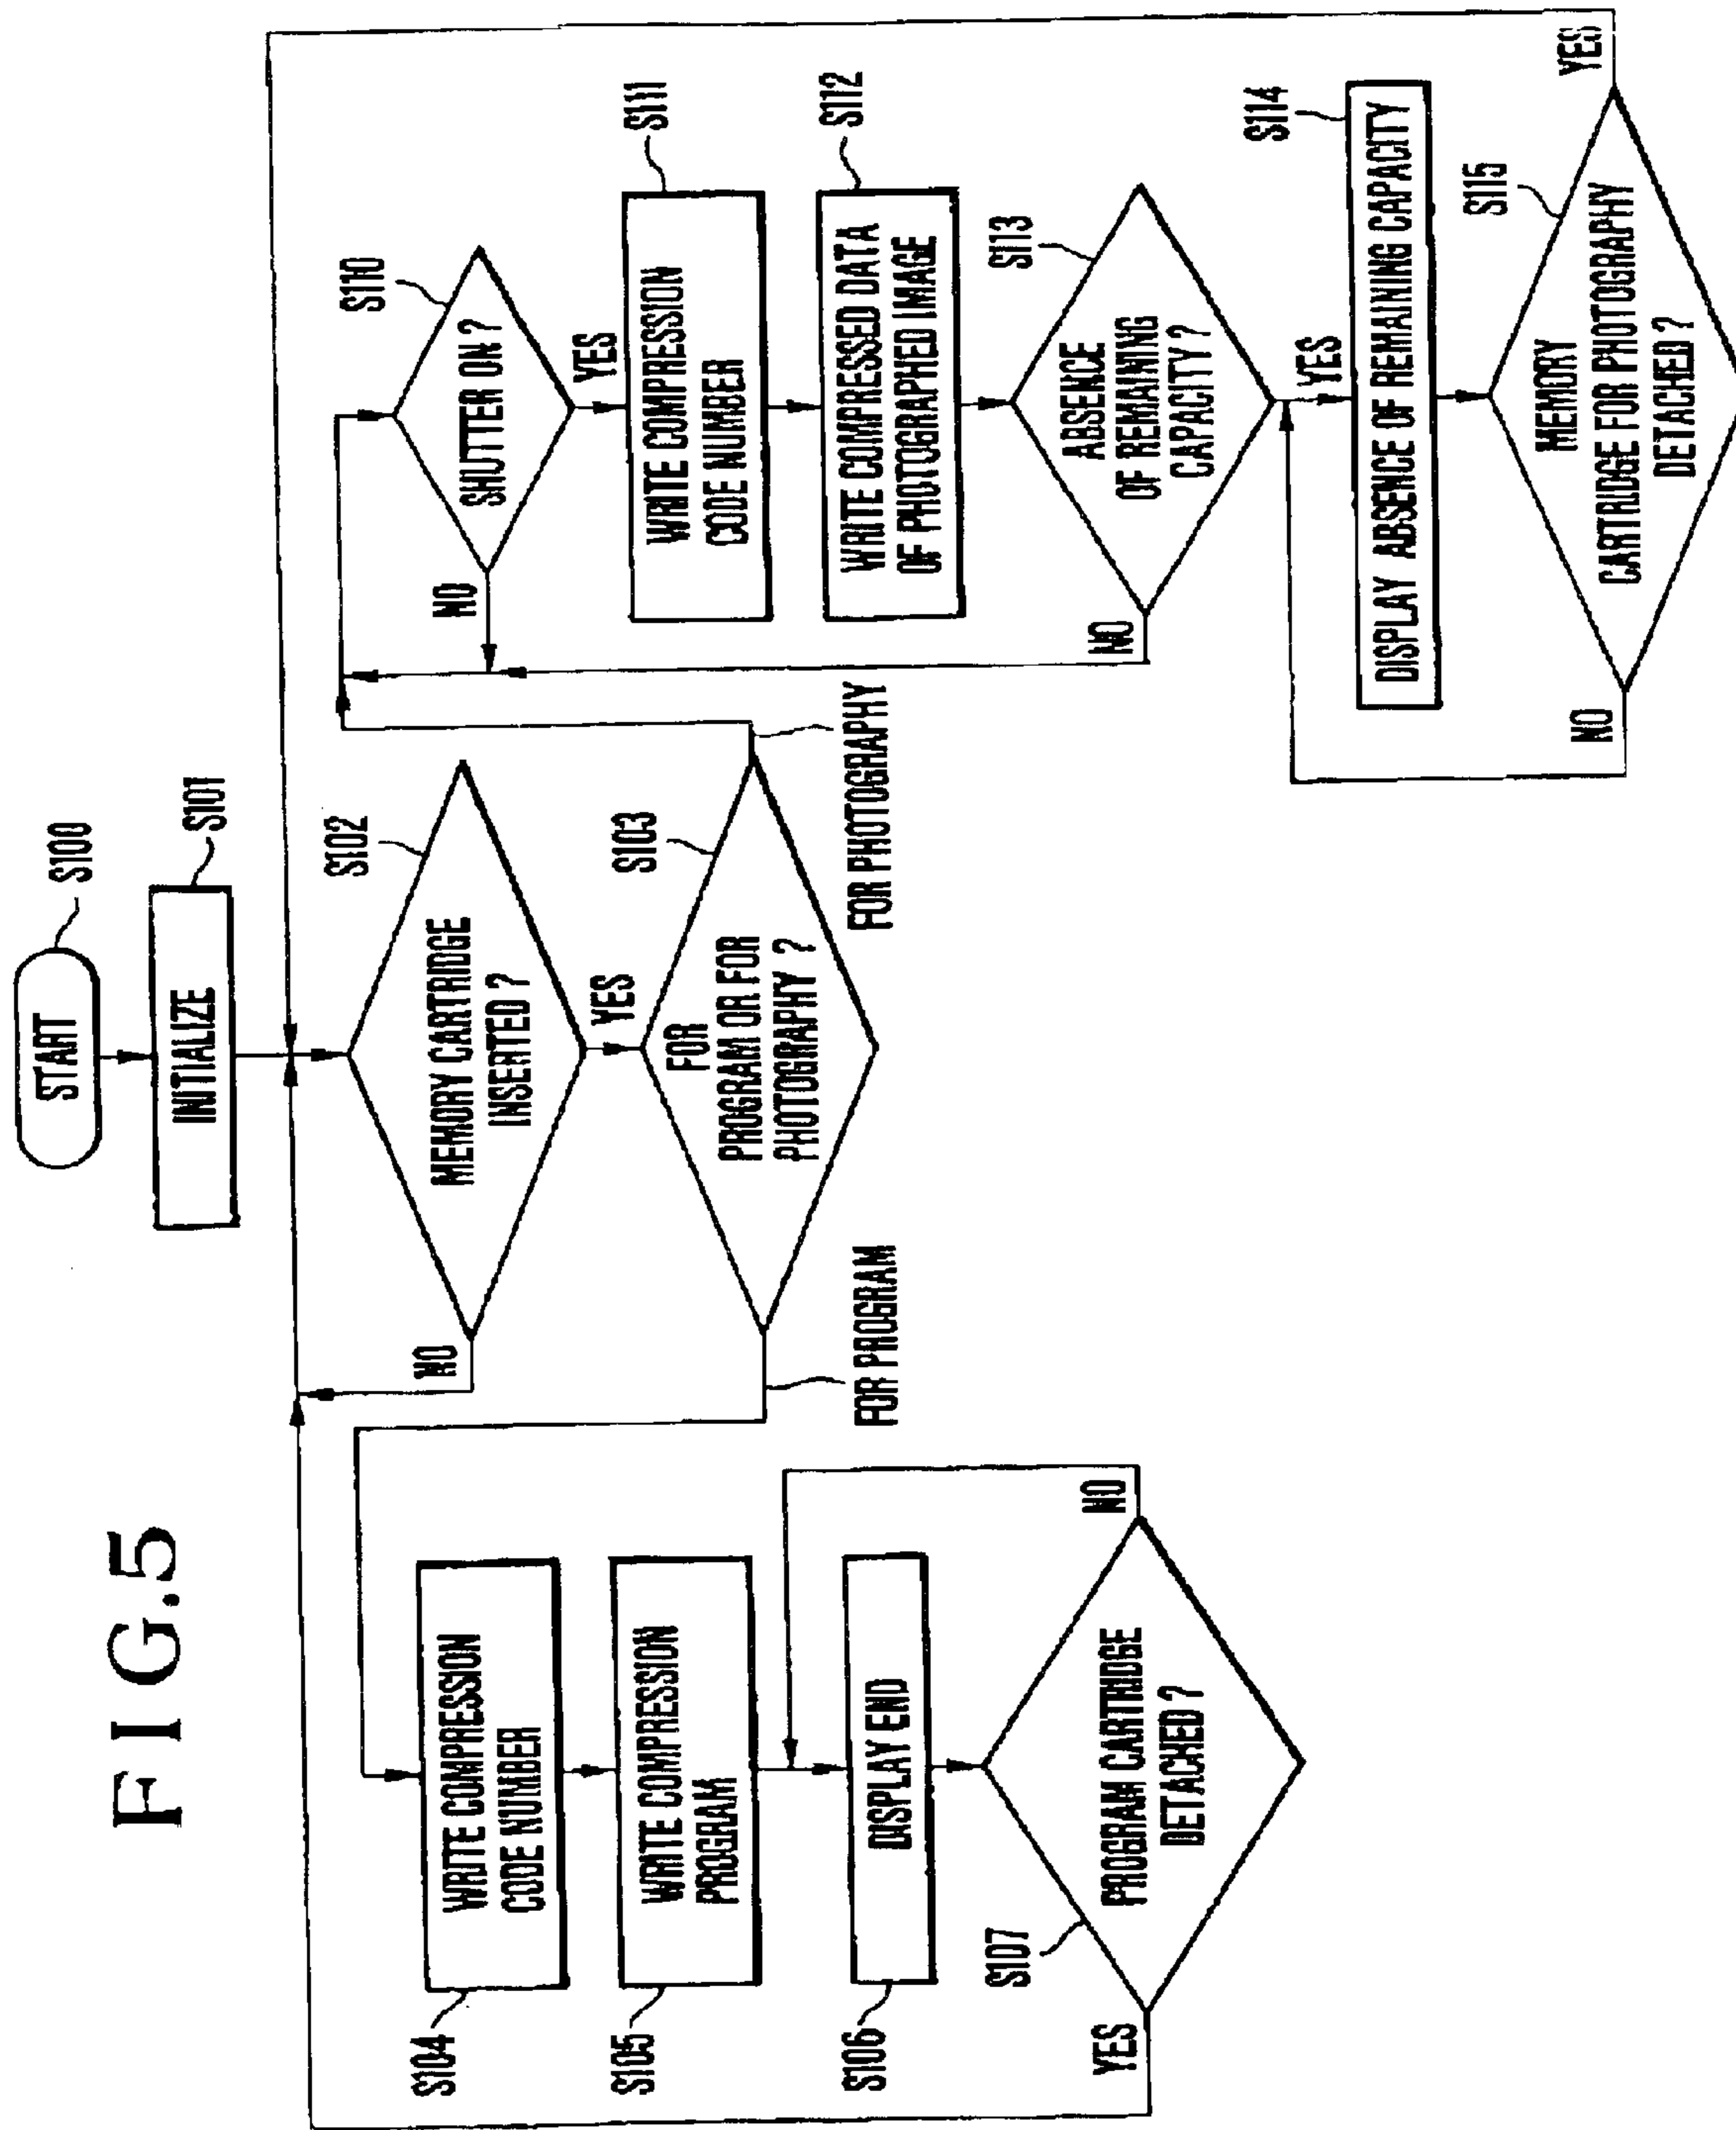 FIG.5
START
S100
INITIALIZE
S101
MEMORY CARTRIDGE
INSERTED ?
S102
NO
YES
FOR
PROGRAM OR FOR
PHOTOGRAPHY ?
S103
FOR PROGRAM
FOR PHOTOGRAPHY
WRITE COMPRESSION
CODE NUMBER
S104
WRITE COMPRESSION
PROGRAM
S105
DISPLAY END
S106
PROGRAM CARTRIDGE
DETACHED ?
S107
YES
NO
SHUTTER ON ?
S110
NO
YES
WRITE COMPRESSION
CODE NUMBER
S111
WRITE COMPRESSED DATA
OF PHOTOGRAPHED IMAGE
S112
ABSENCE
OF REMAINING
CAPACITY ?
S113
NO
YES
DISPLAY ABSENCE OF REMAINING CAPACITY
S114
MEMORY
CARTRIDGE FOR PHOTOGRAPHY
DETACHED ?
S115
NO
YES